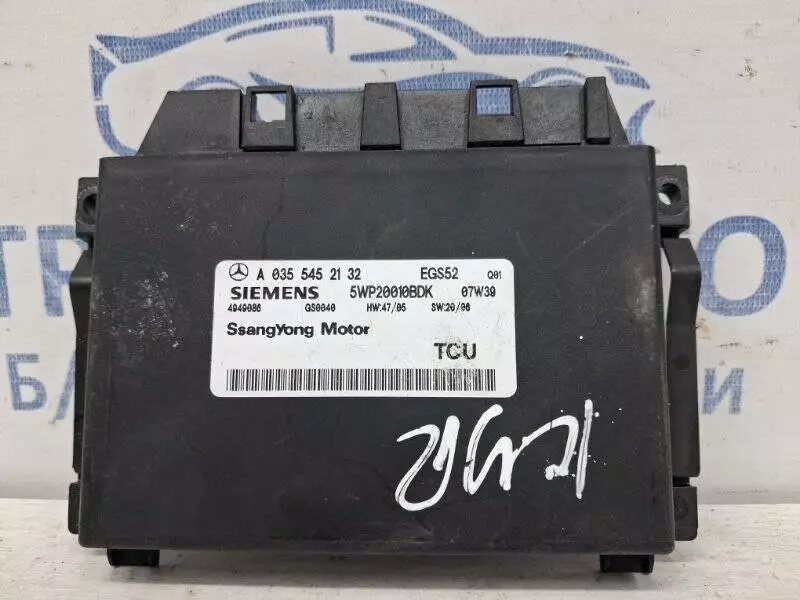 A 035 545 21 32 EGS52 Q01
SIEMENS 5WP20010BDK 07W39
4949086 GS0040 HW:47/05 SW:20/06
SsangYong Motor
TCU